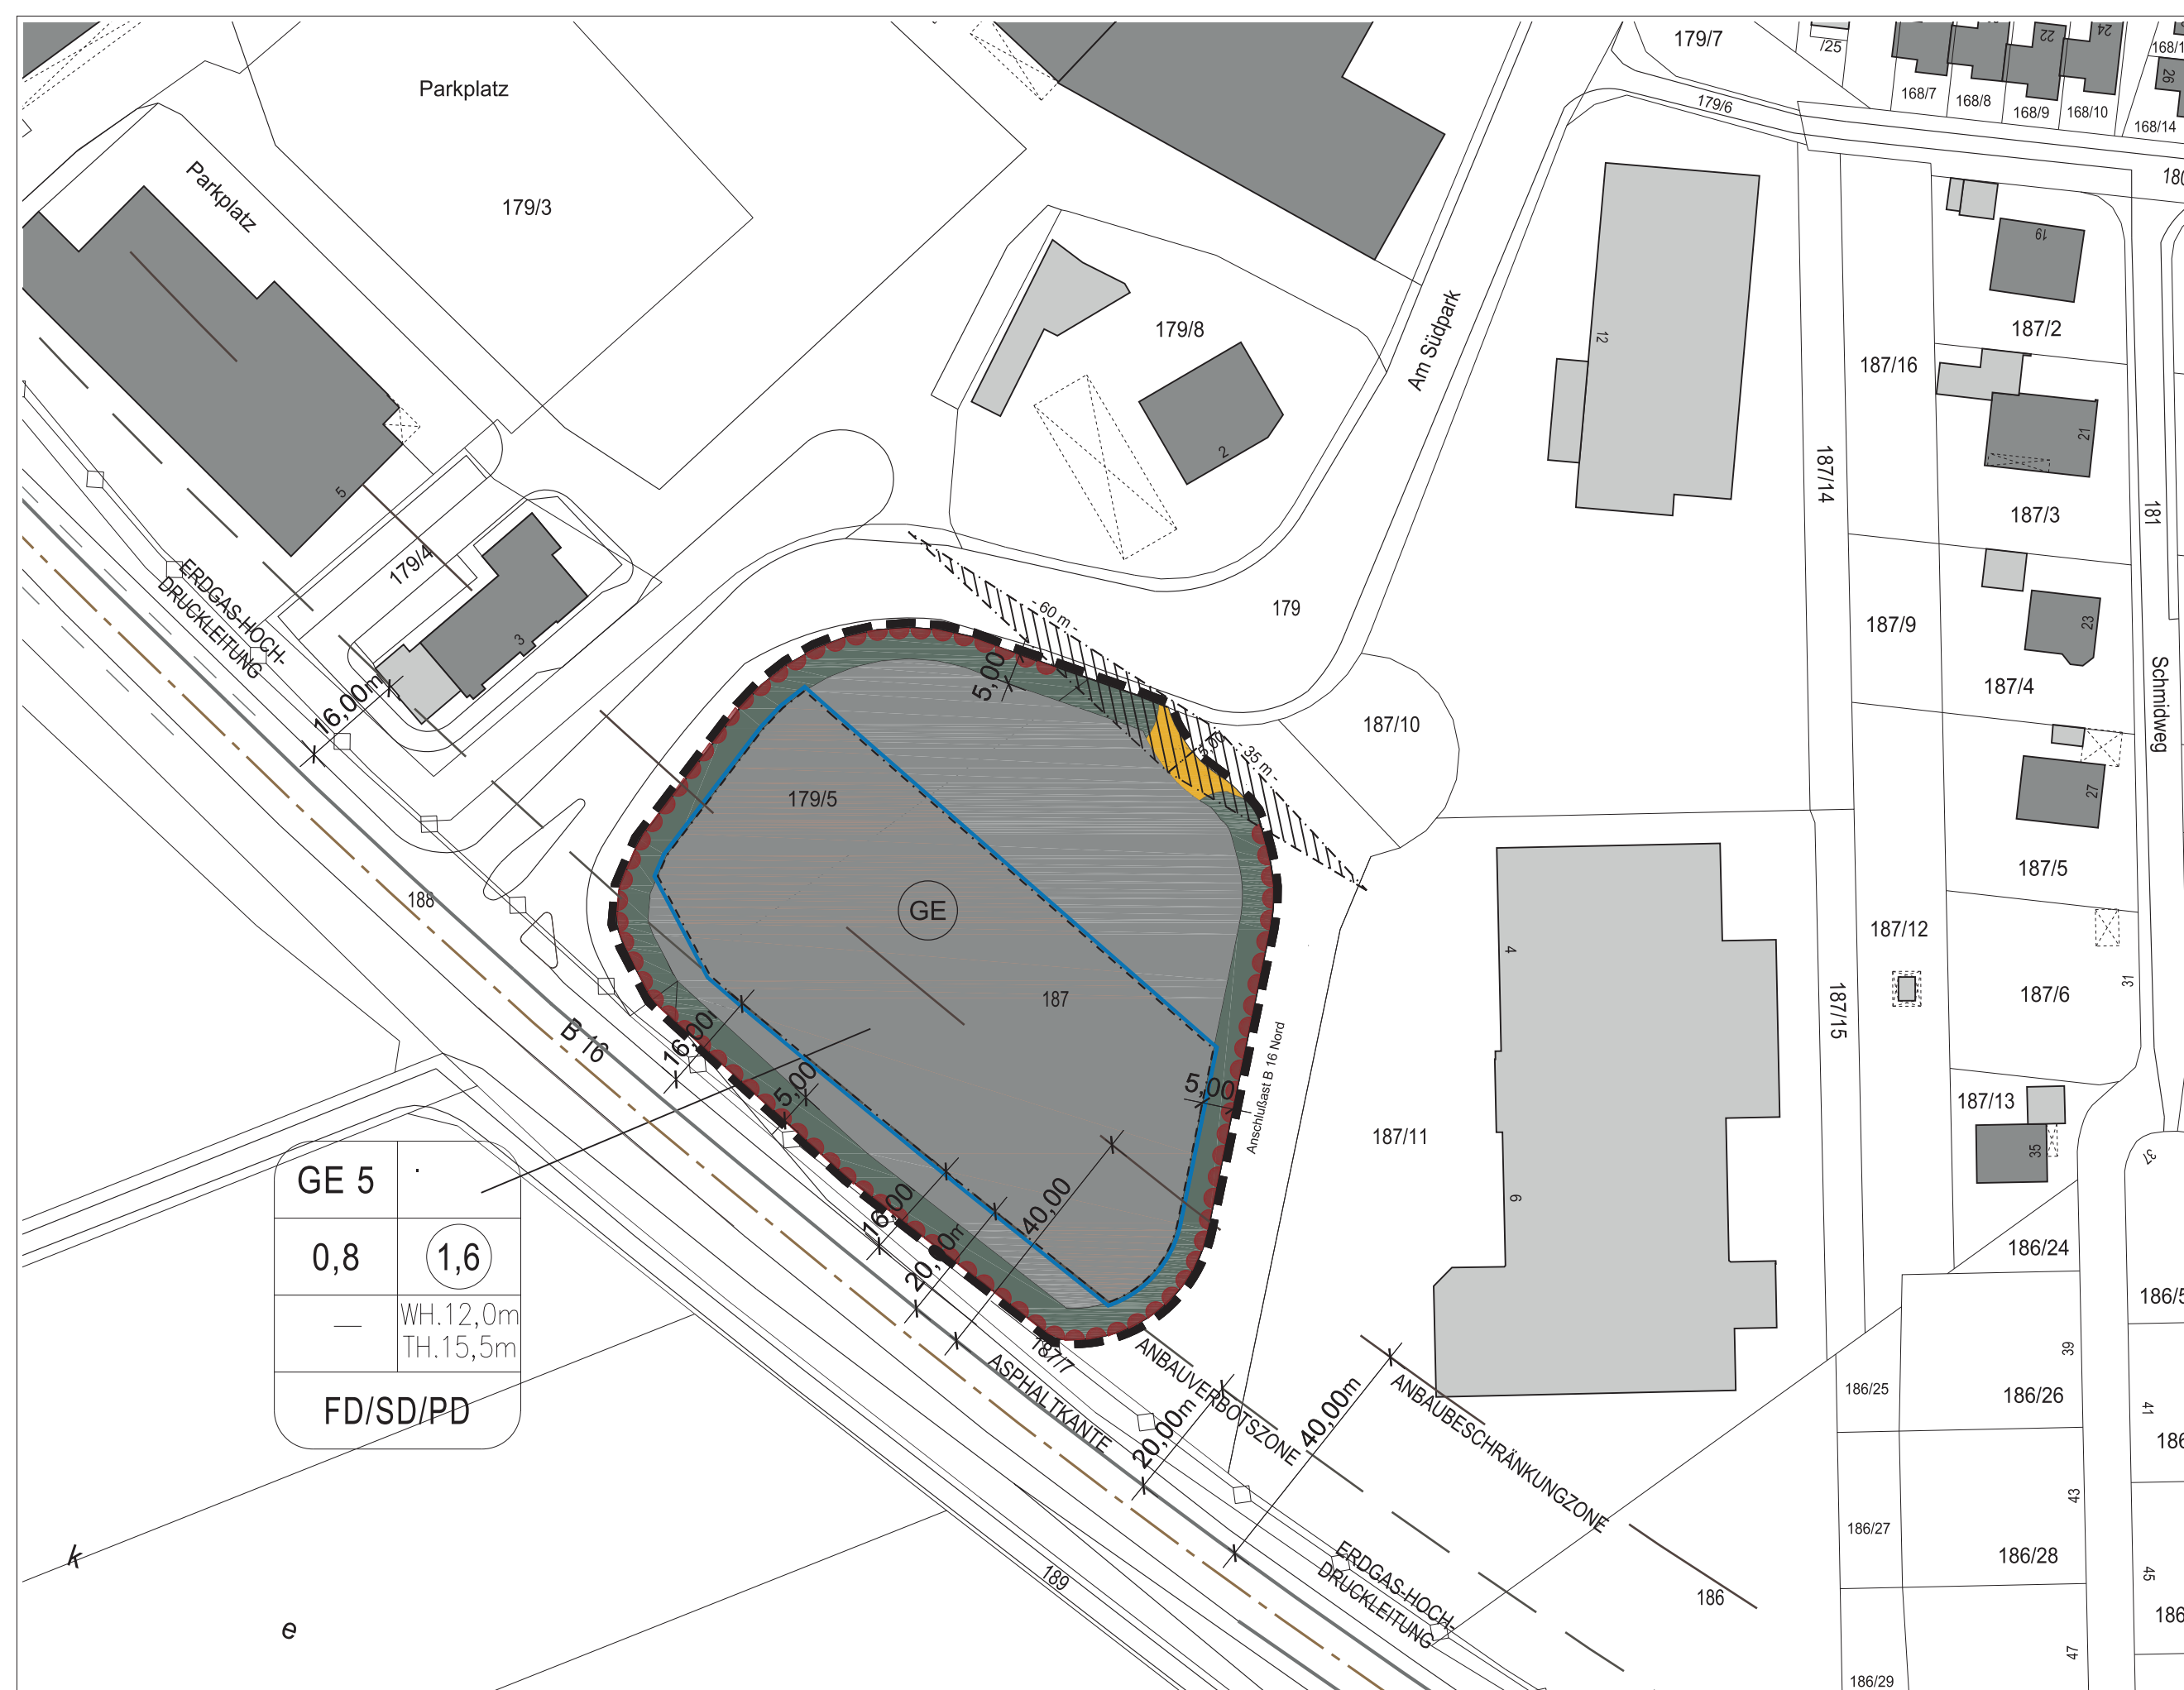 Parkplatz
179/7
/25
22
24
168/7
168/8
168/9
168/10
168/14
26
179/6
Parkplatz
179/3
179/8
2
Am Südpark
12
187/16
19
187/2
187/14
21
187/3
181
5
179/4
3
ERDGAS-HOCH-
DRUCKLEITUNG
16,00m
- 60 m -
179
5,00
5,00
- 35 m -
187/10
187/9
23
187/4
Schmidweg
27
187/5
179/5
GE
187
188
B 16
4
187/12
187/15
187/6
31
16,00
5,00
5,00
Anschlußast B 16 Nord
187/11
6
187/13
35
37
GE 5
0,8
1,6
—
WH.12,0m
TH.15,5m
FD/SD/PD
16,00
40,00
187/7
ASPHALTKANTE
ANBAUVERBOTSZONE
20,00m
40,00m
ANBAUBESCHRÄNKUNGZONE
186/24
186/25
186/26
39
41
186/27
186/28
43
45
186
ERDGAS-HOCH-
DRUCKLEITUNG
189
186/29
47
k
e